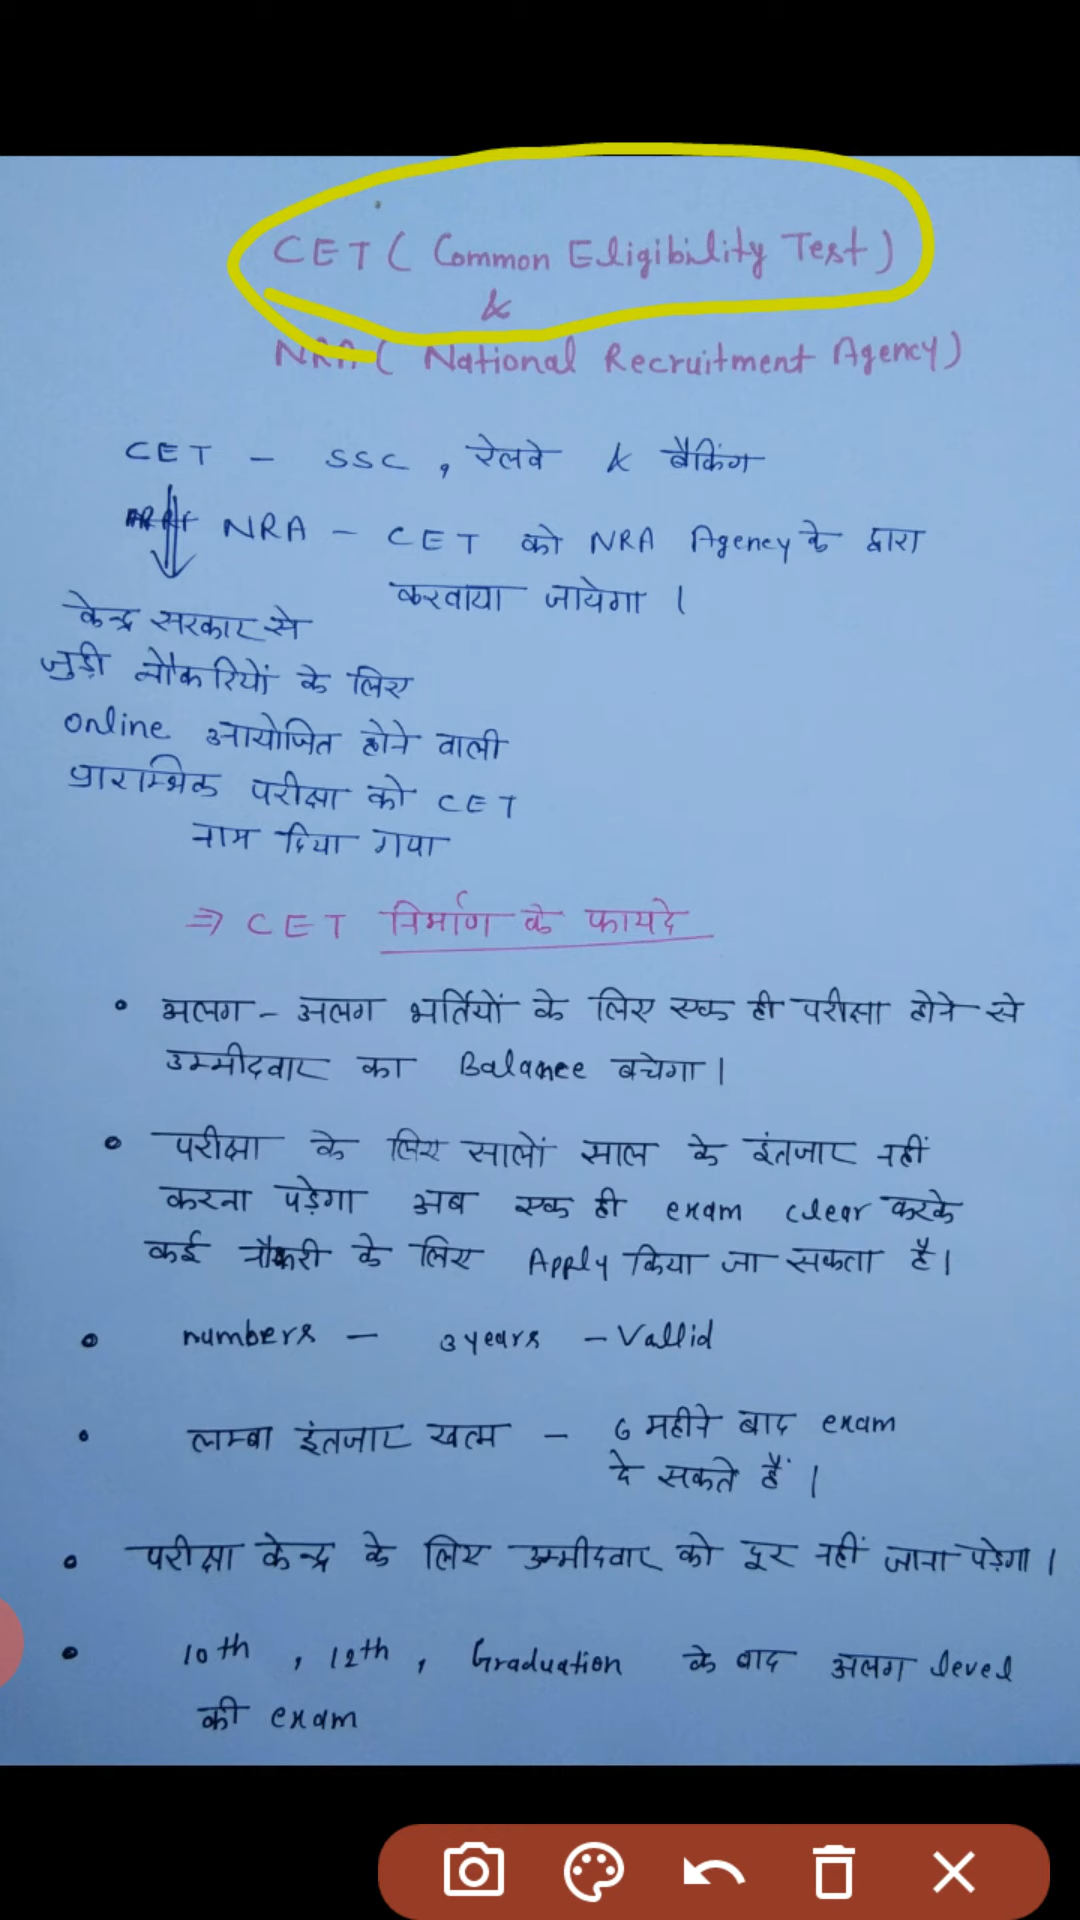 CET ( Common Eligibility Test )
&
NRA ( National Recruitment Agency )
CET - SSC , रेलवे & बैकिंग
NRA - CET को NRA Agency के द्वारा
करवाया जायेगा ।
केन्द्र सरकार से
जुड़ी नौकरियों के लिए
online आयोजित होने वाली
प्रारम्भिक परीक्षा को CET
नाम दिया गया
⇒ CET निर्माण के फायदे
• अलग - अलग भर्तियों के लिए एक ही परीक्षा होने से
उम्मीदवार का Balance बचेगा ।
• परीक्षा के लिए सालों साल के इंतजार नहीं
करना पड़ेगा अब एक ही exam clear करके
कई नौकरी के लिए Apply किया जा सकता है ।
• numbers - 3 years - Vallid
• लम्बा इंतजार खत्म - 6 महीने बाद exam
दे सकते हैं ।
• परीक्षा केन्द्र के लिए उम्मीदवार को दूर नहीं जाना पड़ेगा ।
• 10th , 12th , Graduation के बाद अलग level
की exam